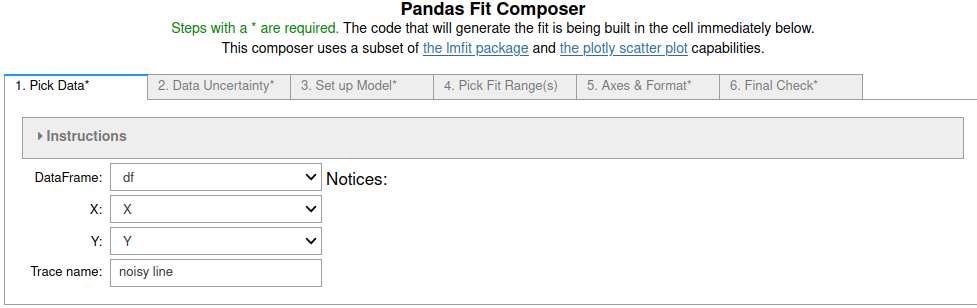 Pandas Fit Composer
Steps with a * are required. The code that will generate the fit is being built in the cell immediately below.
This composer uses a subset of the lmfit package and the plotly scatter plot capabilities.
1. Pick Data* 2. Data Uncertainty* 3. Set up Model* 4. Pick Fit Range(s) 5. Axes & Format* 6. Final Check*
Instructions
DataFrame: df Notices:
X: X
Y: Y
Trace name: noisy line